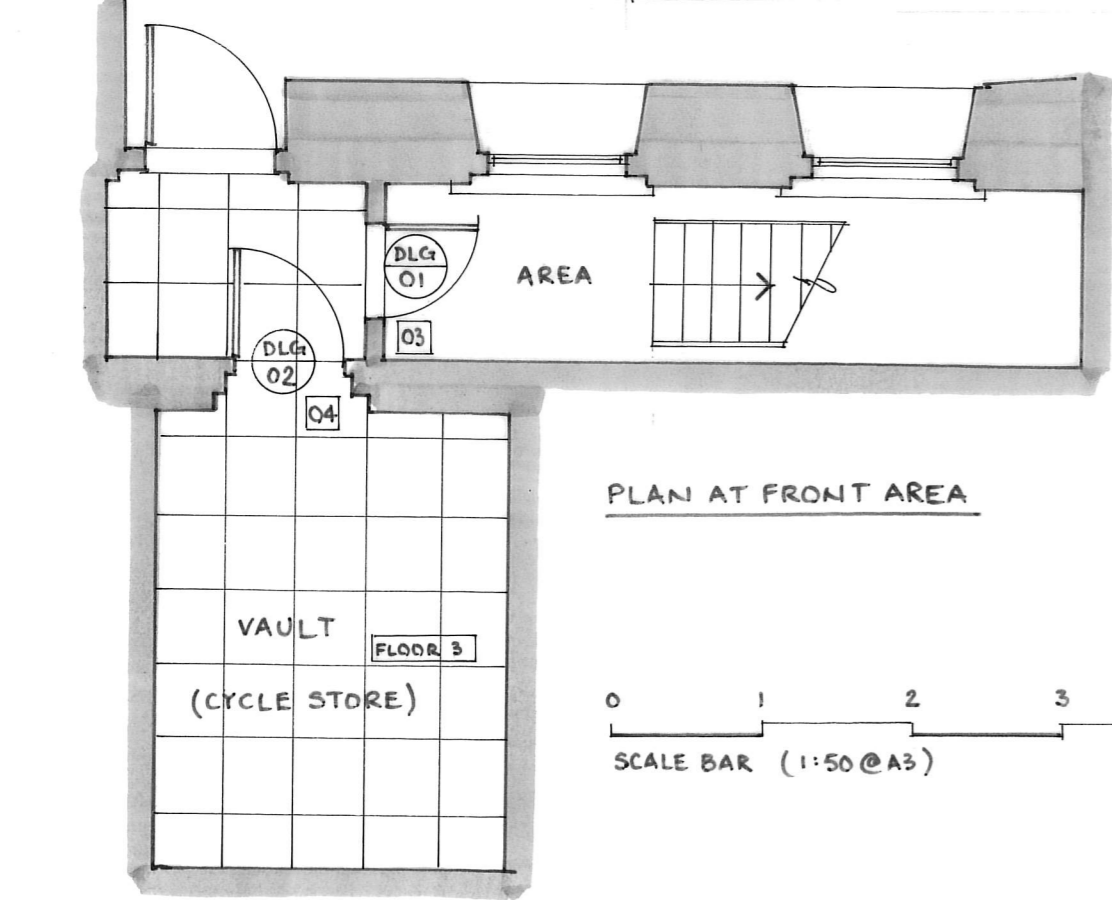 DLG
01
AREA
03
DLG
02
04
PLAN AT FRONT AREA
VAULT
FLOOR 3
(CYCLE STORE)
0 1 2 3
SCALE BAR (1:50@A3)